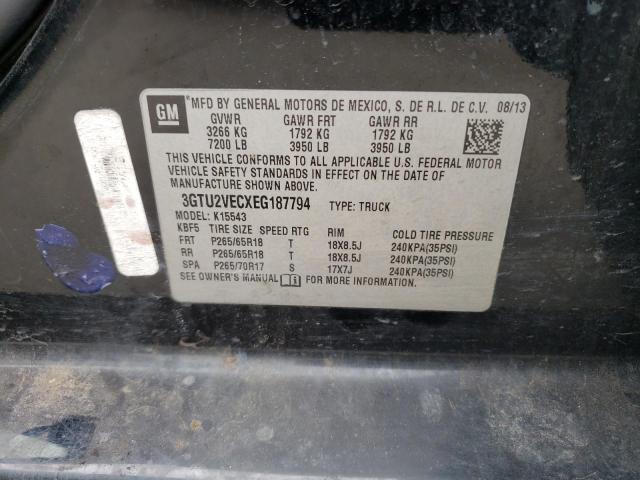 GM
MFD BY GENERAL MOTORS DE MEXICO, S. DE R.L. DE C.V. 08/13
GVWR GAWR FRT GAWR RR
3266 KG 1792 KG 1792 KG
7200 LB 3950 LB 3950 LB
THIS VEHICLE CONFORMS TO ALL APPLICABLE U.S. FEDERAL MOTOR
VEHICLE SAFETY STANDARDS IN EFFECT ON THE DATE OF
MANUFACTURE SHOWN ABOVE.
3GTU2VECXEG187794 TYPE: TRUCK
MODEL: K15543
KBF5 TIRE SIZE SPEED RTG RIM COLD TIRE PRESSURE
FRT P265/65R18 T 18X8.5J 240KPA(35PSI)
RR P265/65R18 T 18X8.5J 240KPA(35PSI)
SPA P265/70R17 S 17X7J 240KPA(35PSI)
SEE OWNER'S MANUAL FOR MORE INFORMATION.